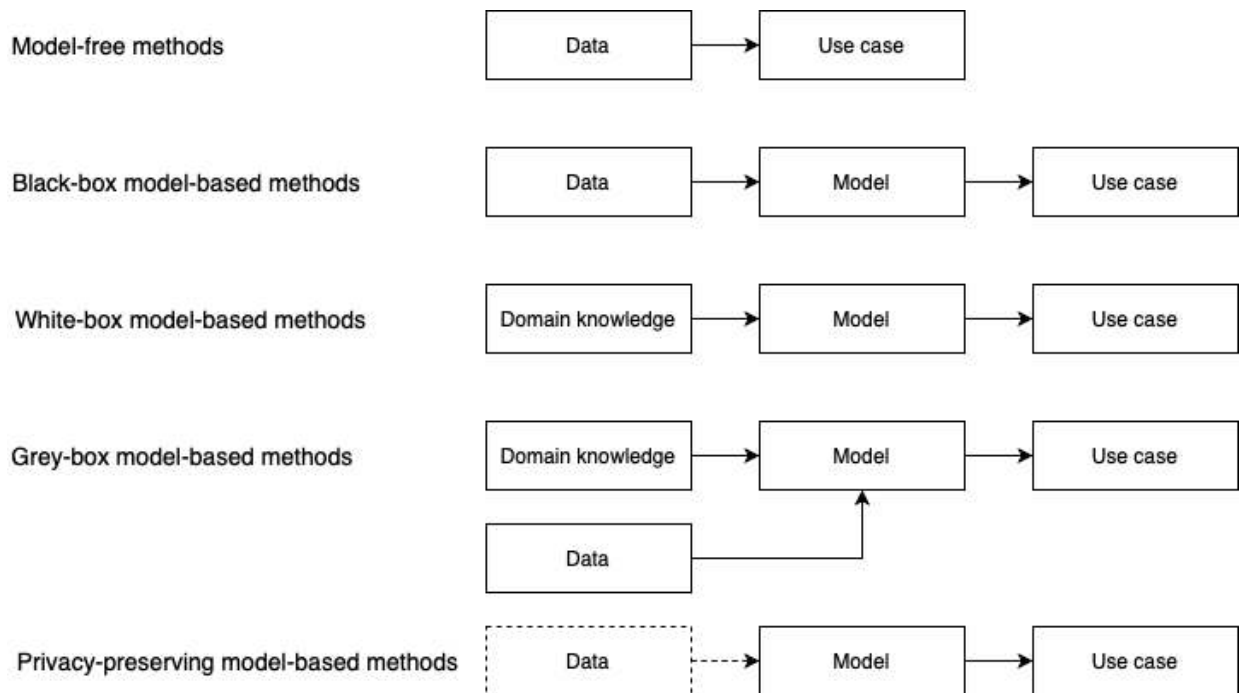 Model-free methods
Data
Use case
Black-box model-based methods
Data
Model
Use case
White-box model-based methods
Domain knowledge
Model
Use case
Grey-box model-based methods
Domain knowledge
Model
Use case
Data
Privacy-preserving model-based methods
Data
Model
Use case